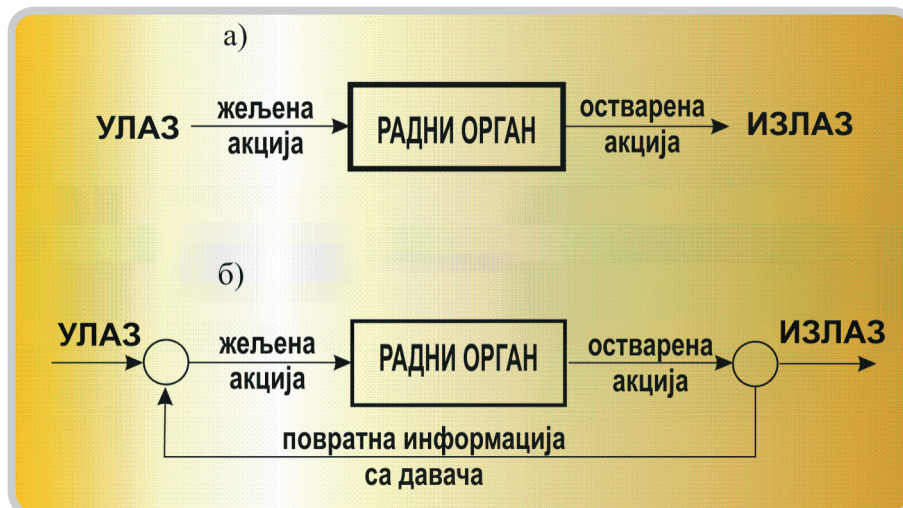 а)
УЛАЗ
жељена
акција
РАДНИ ОРГАН
остварена
акција
ИЗЛАЗ
б)
УЛАЗ
жељена
акција
РАДНИ ОРГАН
остварена
акција
ИЗЛАЗ
повратна информација
са давача